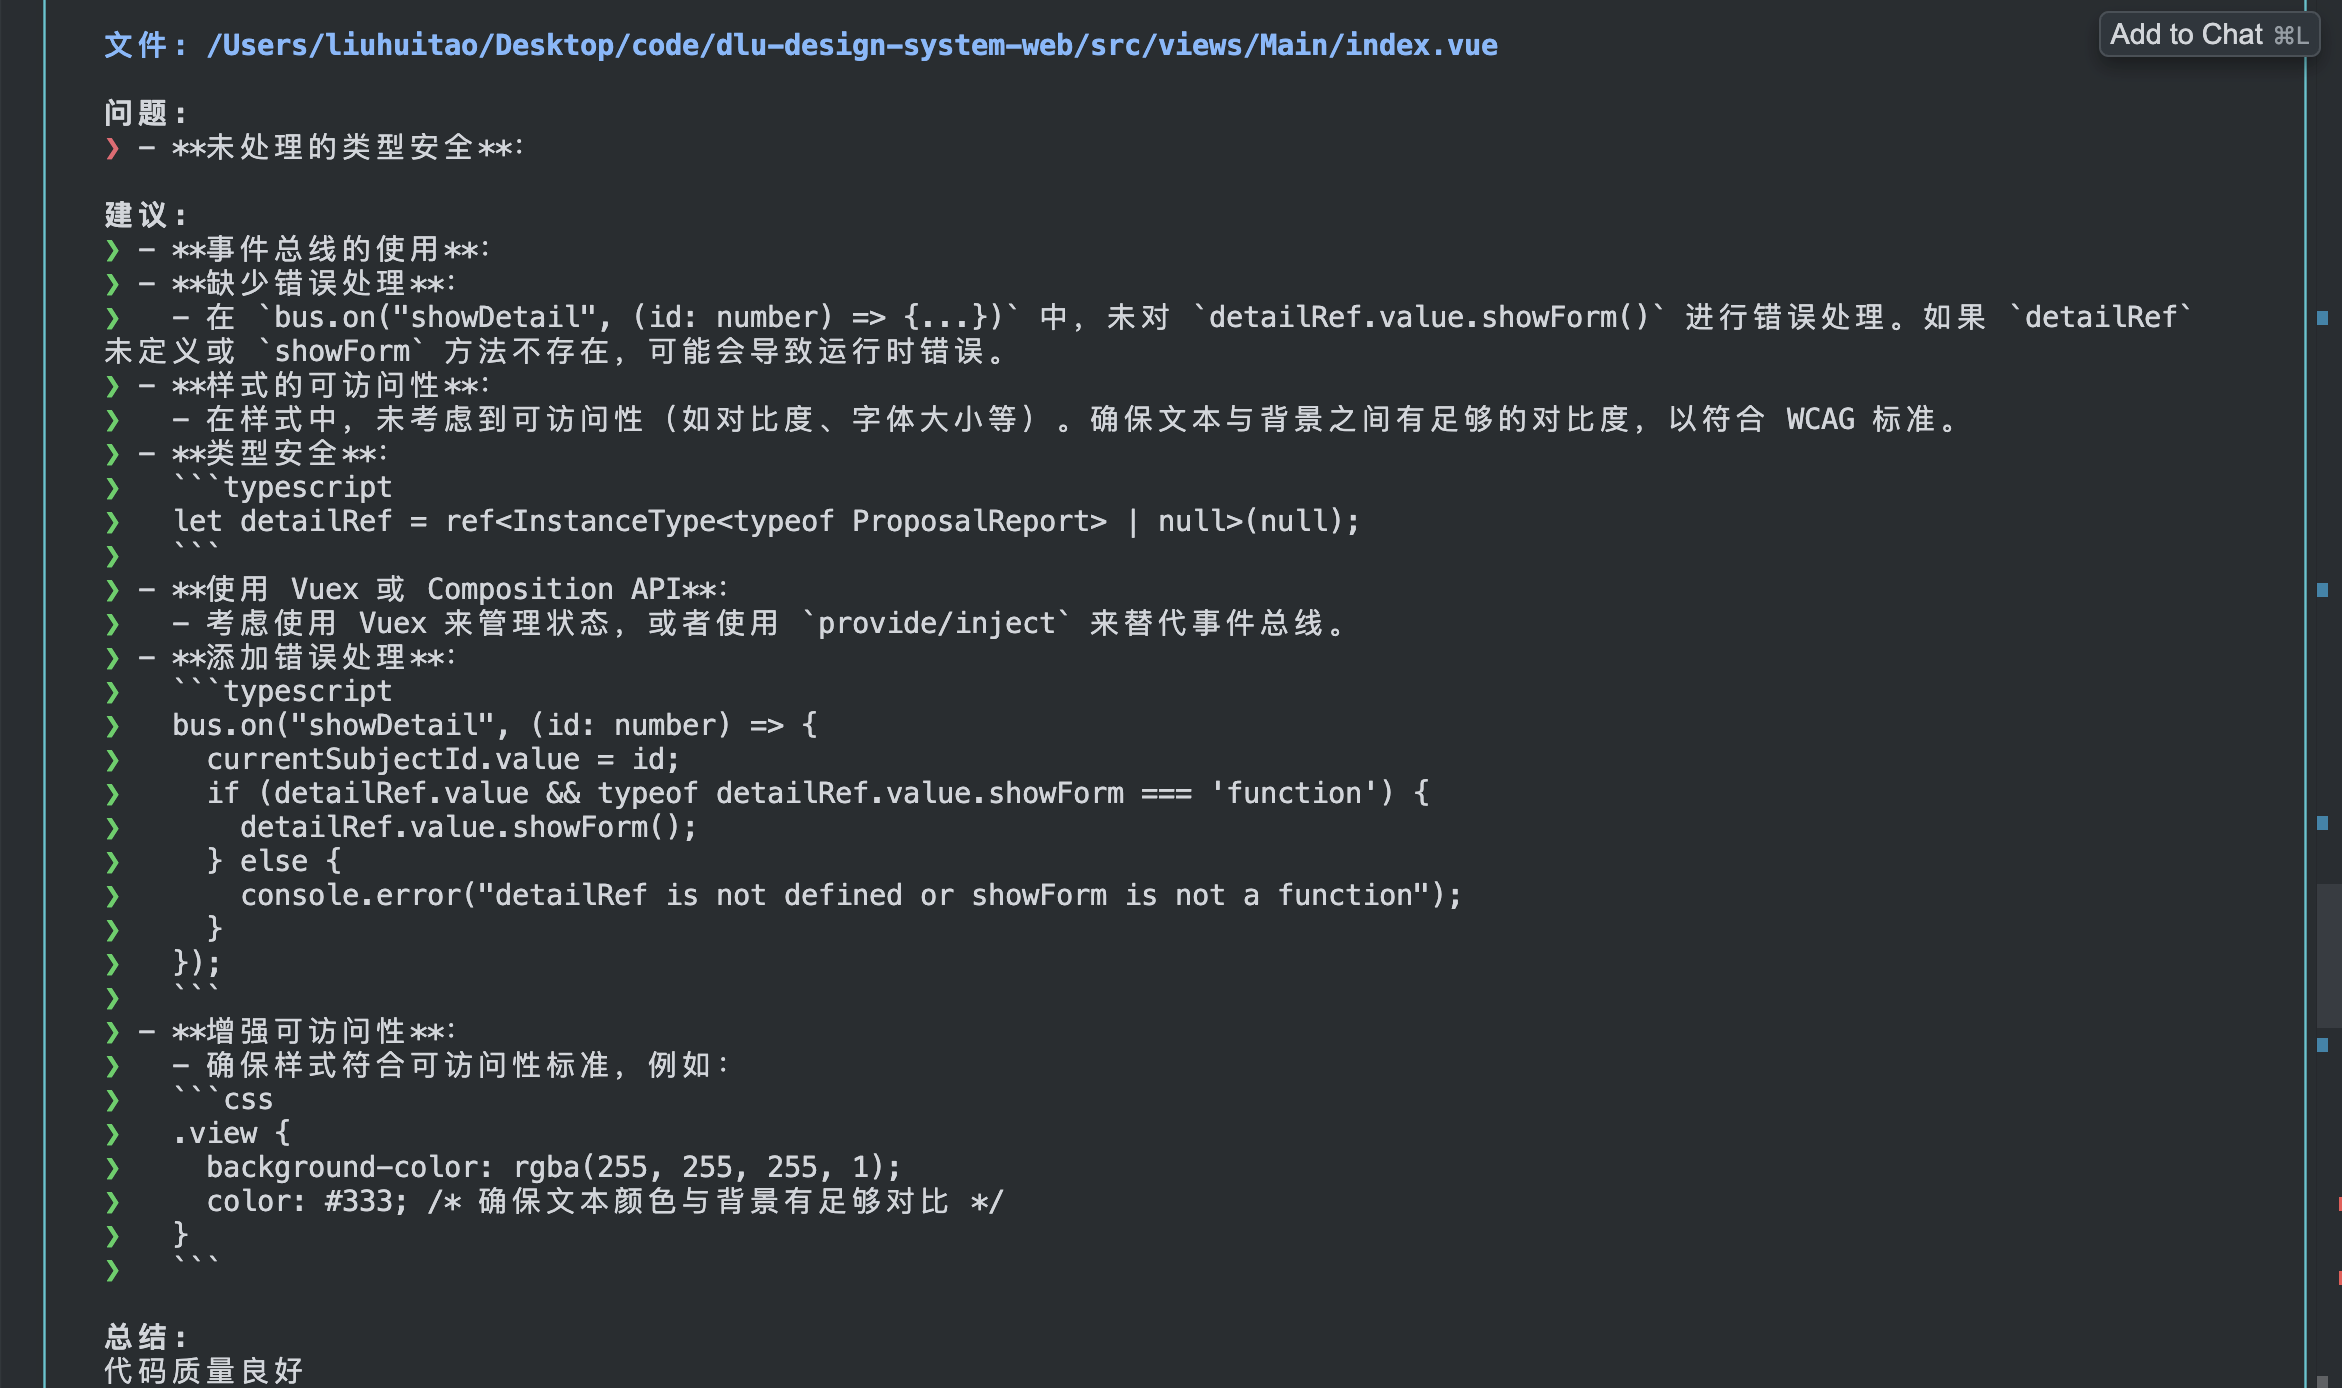 文件: /Users/liuhuitao/Desktop/code/dlu-design-system-web/src/views/Main/index.vue
Add to Chat ⌘L
问题:
❯ - **未处理的类型安全**:
建议:
❯ - **事件总线的使用**:
❯ - **缺少错误处理**:
❯   - 在 `bus.on("showDetail", (id: number) => {...})` 中，未对 `detailRef.value.showForm()` 进行错误处理。如果 `detailRef`
未定义或 `showForm` 方法不存在，可能会导致运行时错误。
❯ - **样式的可访问性**:
❯   - 在样式中，未考虑到可访问性（如对比度、字体大小等）。确保文本与背景之间有足够的对比度，以符合 WCAG 标准。
❯ - **类型安全**:
❯   ```typescript
❯   let detailRef = ref<InstanceType<typeof ProposalReport> | null>(null);
❯   ```
❯ - **使用 Vuex 或 Composition API**:
❯   - 考虑使用 Vuex 来管理状态，或者使用 `provide/inject` 来替代事件总线。
❯ - **添加错误处理**:
❯   ```typescript
❯   bus.on("showDetail", (id: number) => {
❯     currentSubjectId.value = id;
❯     if (detailRef.value && typeof detailRef.value.showForm === 'function') {
❯       detailRef.value.showForm();
❯     } else {
❯       console.error("detailRef is not defined or showForm is not a function");
❯     }
❯   });
❯   ```
❯ - **增强可访问性**:
❯   - 确保样式符合可访问性标准，例如：
❯   ```css
❯   .view {
❯     background-color: rgba(255, 255, 255, 1);
❯     color: #333; /* 确保文本颜色与背景有足够对比 */
❯   }
❯   ```
总结:
代码质量良好